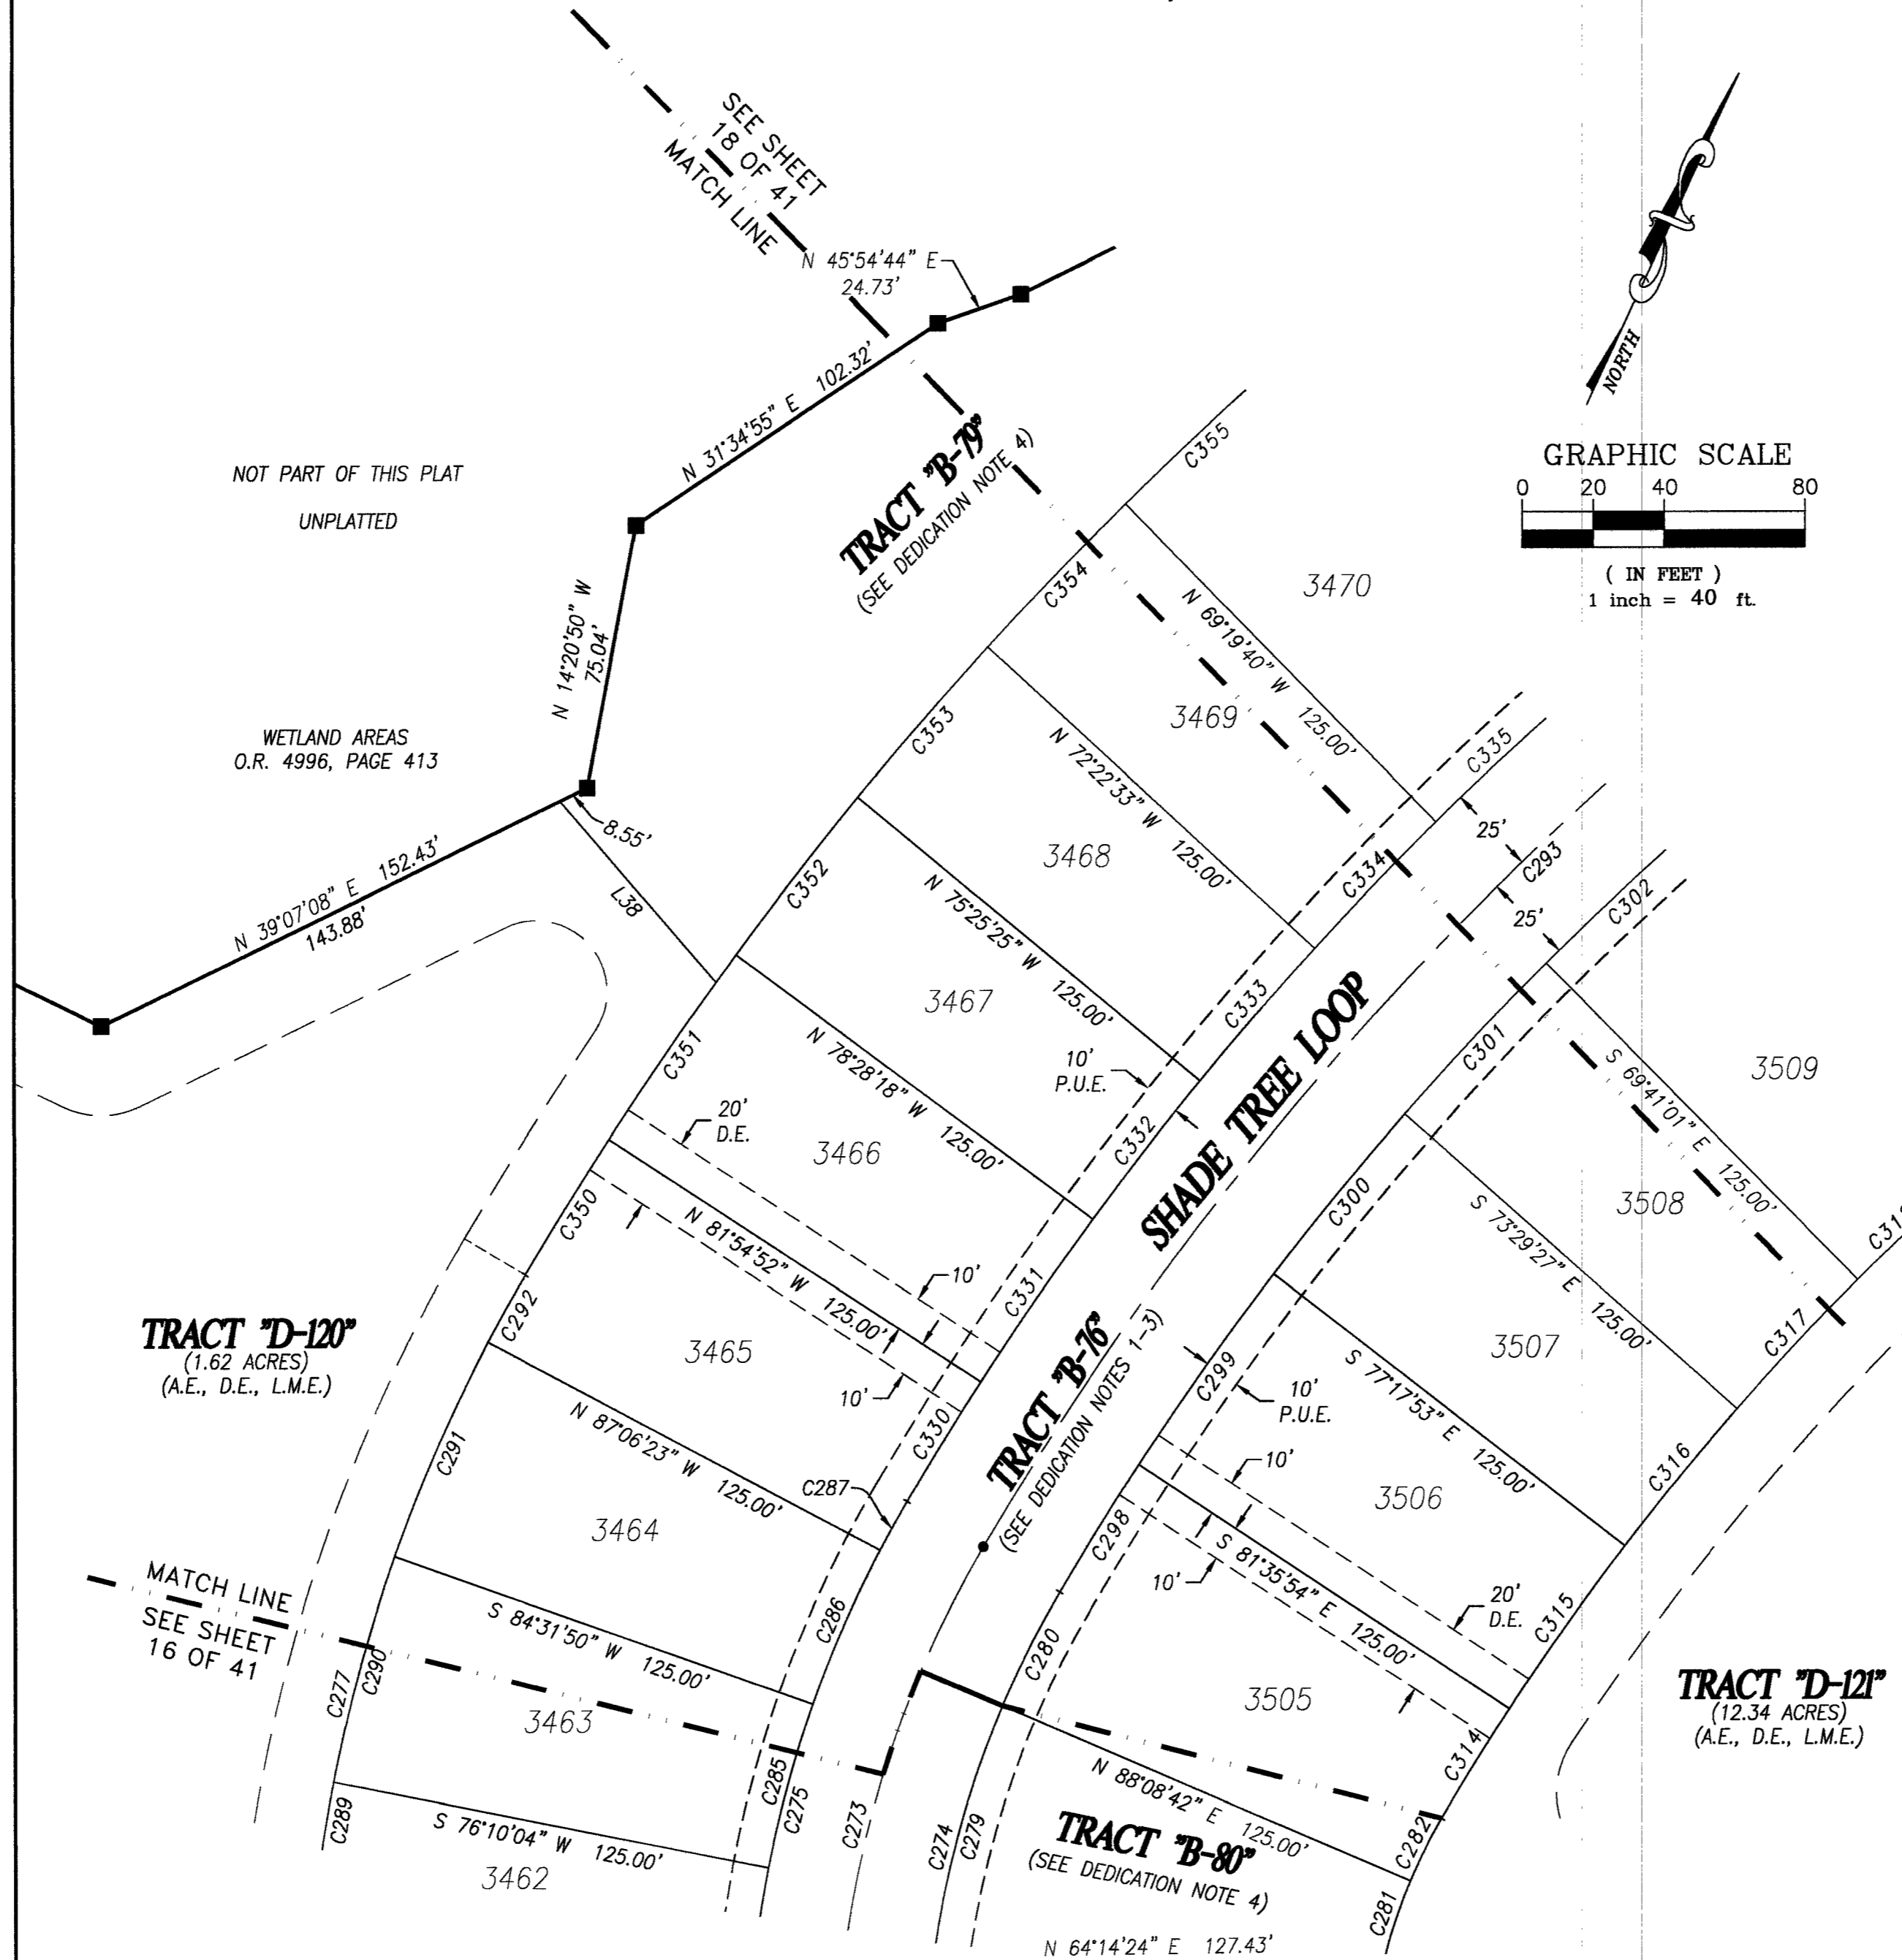 SEE SHEET
18 OF 41
MATCH LINE
N 45°54'44" E
24.73'
N 31°34'55" E 102.32'
NORTH
GRAPHIC SCALE
0 20 40 80
( IN FEET )
1 inch = 40 ft.
NOT PART OF THIS PLAT
UNPLATTED
TRACT "B-79"
(SEE DEDICATION NOTE 4)
C355
C354
3470
N 69°19'40" W 125.00'
N 14°20'50" W
75.04'
WETLAND AREAS
O.R. 4996, PAGE 413
C353
3469
N 72°22'33" W 125.00'
C335
25'
C293
25'
C302
C334
8.55'
L38
N 39°07'08" E 152.43'
143.88'
C352
3468
N 75°25'25" W 125.00'
C333
C301
C351
3467
N 78°28'18" W 125.00'
10'
P.U.E.
C332
SHADE TREE LOOP
3509
S 69°41'01" E 125.00'
20'
D.E.
3466
C300
3508
S 73°29'27" E 125.00'
C350
N 81°54'52" W 125.00'
10'
C331
C317
C292
TRACT "D-120"
(1.62 ACRES)
(A.E., D.E., L.M.E.)
3465
10'
C330
TRACT "B-76"
(SEE DEDICATION NOTES 1-3)
C299
10'
P.U.E.
3507
S 77°17'53" E 125.00'
C316
C291
N 87°06'23" W 125.00'
C287
3464
10'
3506
C298
S 81°35'54" E 125.00'
10'
20'
D.E.
C315
MATCH LINE
SEE SHEET
16 OF 41
S 84°31'50" W 125.00'
C286
C280
3505
C314
TRACT "D-121"
(12.34 ACRES)
(A.E., D.E., L.M.E.)
C277
C290
3463
C285
C275
C273
N 88°08'42" E 125.00'
C289
S 76°10'04" W 125.00'
3462
C274
C279
TRACT "B-80"
(SEE DEDICATION NOTE 4)
C282
C281
N 64°14'24" E 127.43'